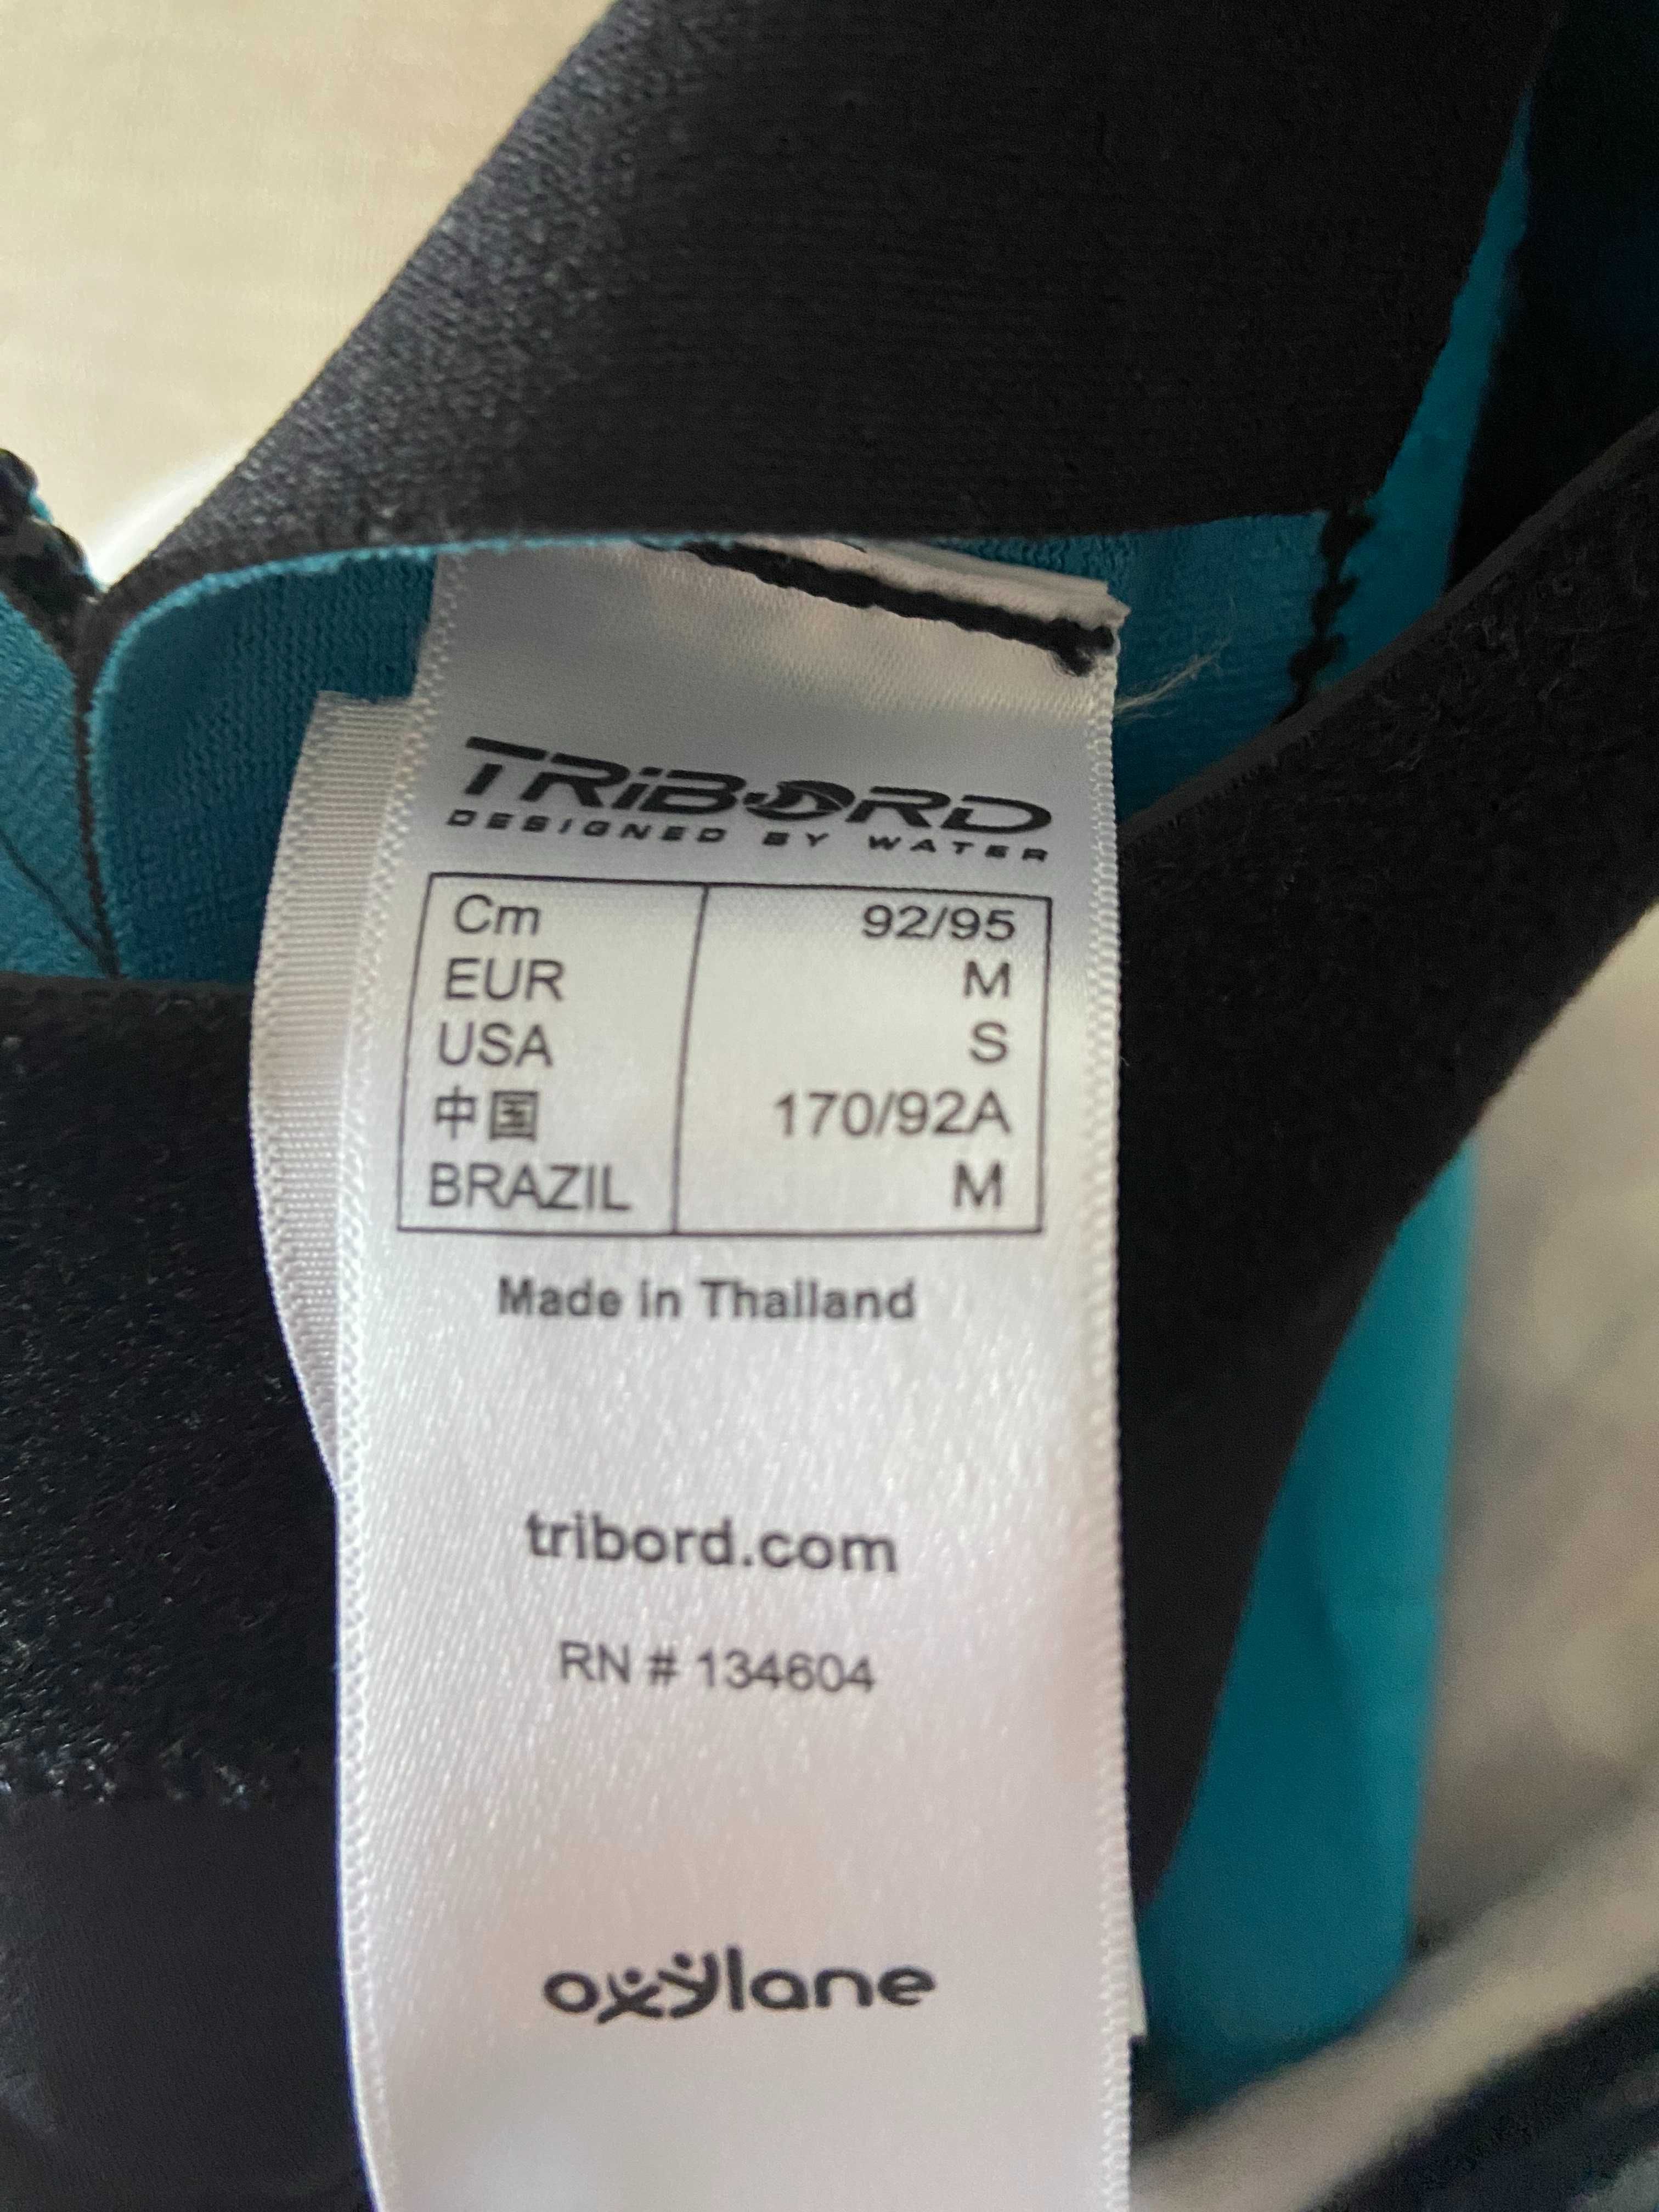 TRiBORD
DESIGNED BY WATER
Cm 92/95
EUR M
USA S
中国 170/92A
BRAZIL M
Made in Thailand
tribord.com
RN # 134604
oxylane